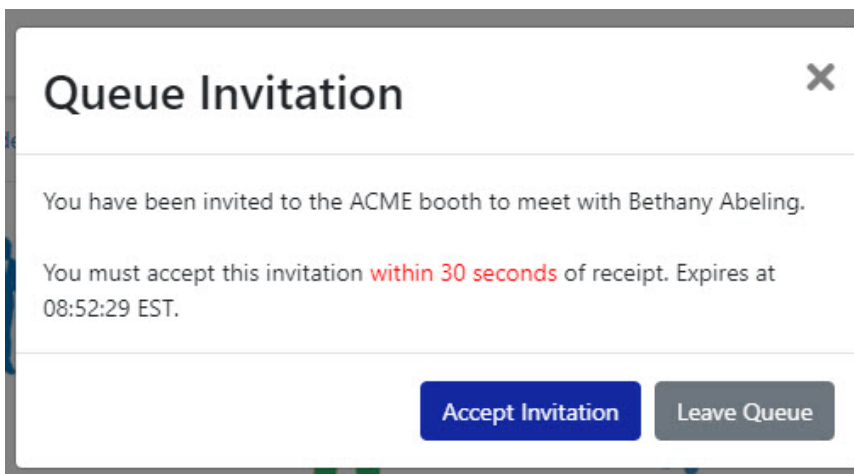 Queue Invitation
You have been invited to the ACME booth to meet with Bethany Abeling.
You must accept this invitation within 30 seconds of receipt. Expires at
08:52:29 EST.
Accept Invitation
Leave Queue